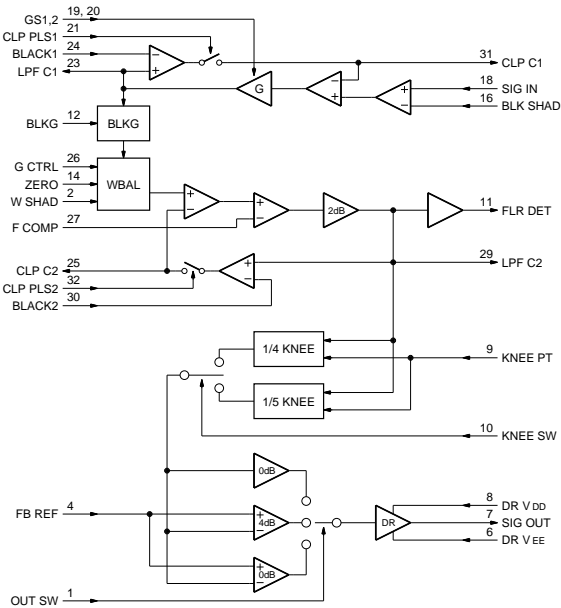 GS1,2 19, 20
CLP PLS1 21
BLACK1 24
LPF C1 23
31 CLP C1
18 SIG IN
16 BLK SHAD
− +
G
− +
+ −
BLKG 12
BLKG
G CTRL 26
ZERO 14
W SHAD 2
WBAL
F COMP 27
+ −
+ −
2dB
11 FLR DET
CLP C2 25
CLP PLS2 32
BLACK2 30
+ −
29 LPF C2
1/4 KNEE
9 KNEE PT
1/5 KNEE
10 KNEE SW
0dB
FB REF 4
+ − 4dB
DR
8 DR VDD
7 SIG OUT
6 DR VEE
+ − 0dB
OUT SW 1